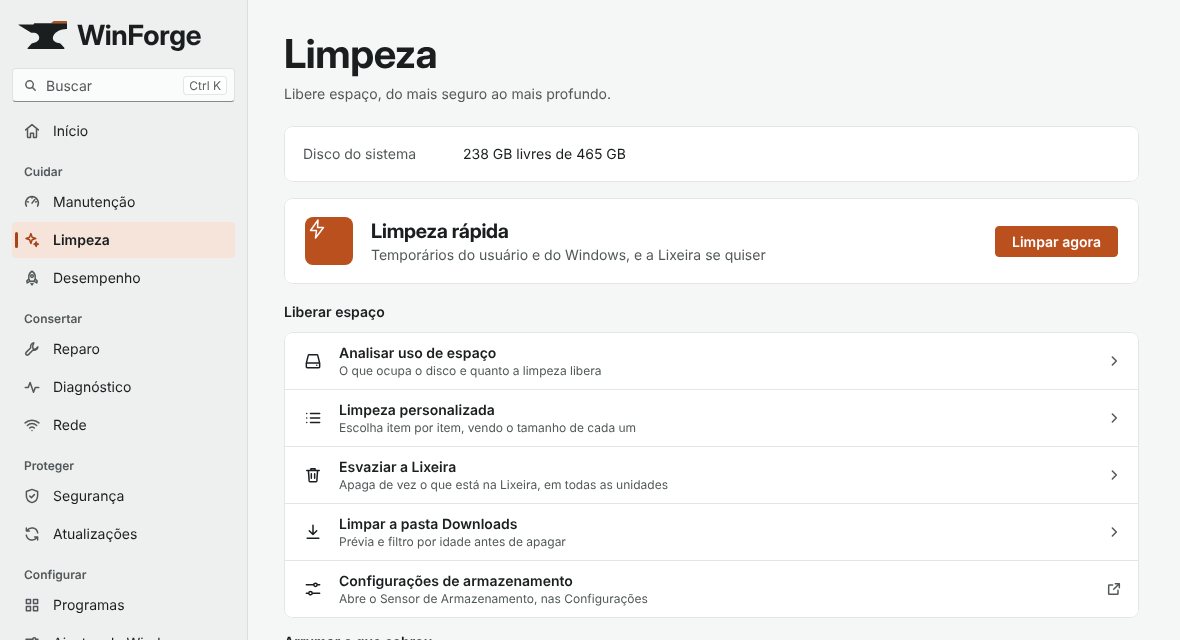 WinForge
Buscar
Ctrl K
Início
Cuidar
Manutenção
Limpeza
Desempenho
Consertar
Reparo
Diagnóstico
Rede
Proteger
Segurança
Atualizações
Configurar
Programas
Limpeza
Libere espaço, do mais seguro ao mais profundo.
Disco do sistema
238 GB livres de 465 GB
Limpeza rápida
Temporários do usuário e do Windows, e a Lixeira se quiser
Limpar agora
Liberar espaço
Analisar uso de espaço
O que ocupa o disco e quanto a limpeza libera
Limpeza personalizada
Escolha item por item, vendo o tamanho de cada um
Esvaziar a Lixeira
Apaga de vez o que está na Lixeira, em todas as unidades
Limpar a pasta Downloads
Prévia e filtro por idade antes de apagar
Configurações de armazenamento
Abre o Sensor de Armazenamento, nas Configurações